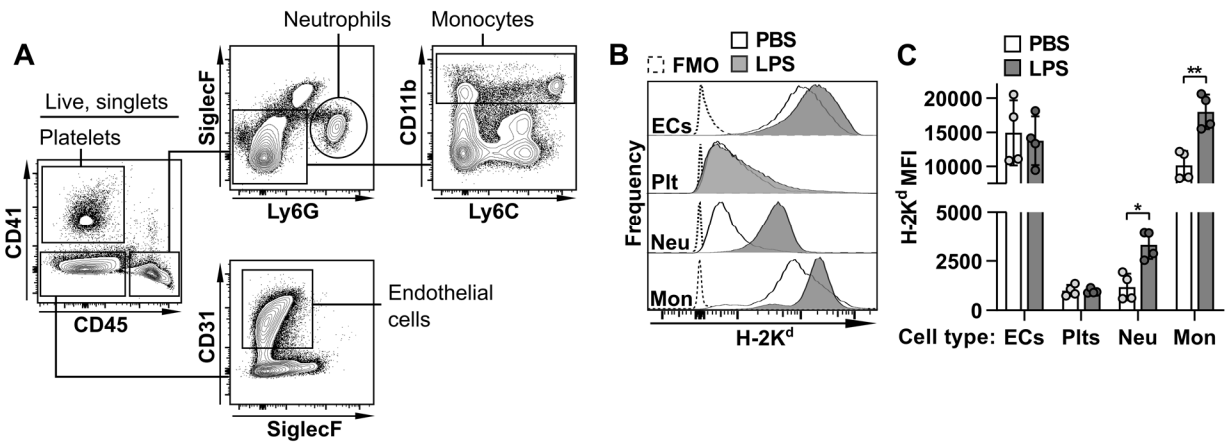 A
Live, singlets
Platelets
CD41
CD45
Neutrophils
SiglecF
Ly6G
Monocytes
CD11b
Ly6C
CD31
SiglecF
Endothelial
cells
B
PBS
FMO
LPS
ECs
Plt
Neu
Mon
Frequency
H-2Kᵈ
C
PBS
LPS
H-2Kᵈ MFI
20000
15000
10000
5000
2500
0
*
**
Cell type: ECs Plts Neu Mon